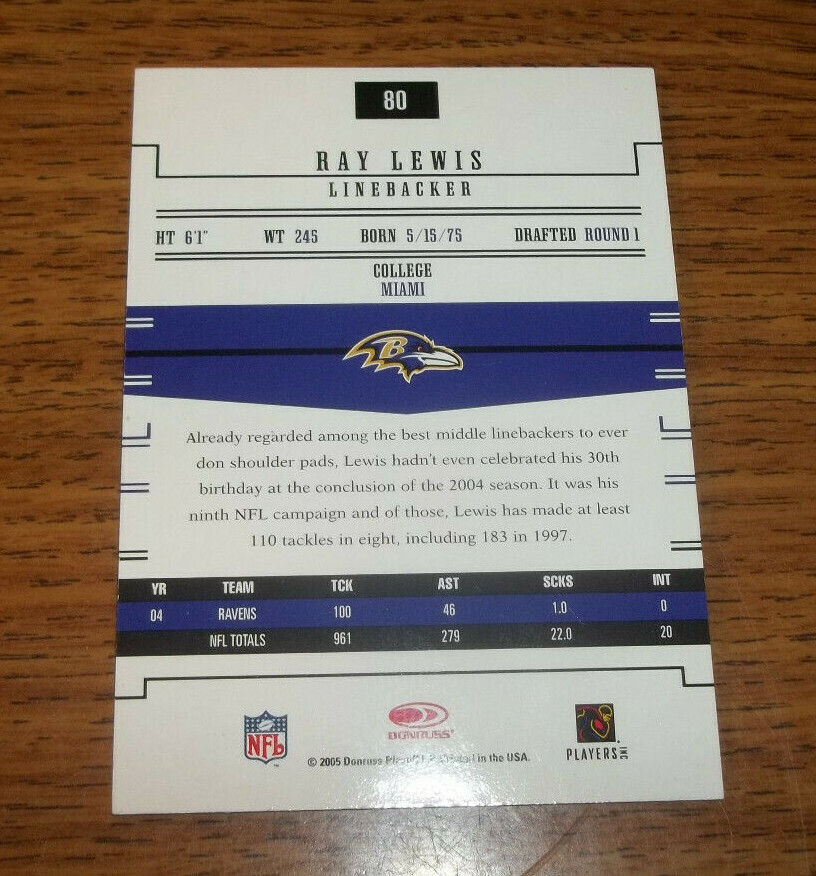 80
RAY LEWIS
LINEBACKER
HT 6'1" WT 245 BORN 5/15/75 DRAFTED ROUND 1
COLLEGE
MIAMI
B
Already regarded among the best middle linebackers to ever
don shoulder pads, Lewis hadn't even celebrated his 30th
birthday at the conclusion of the 2004 season. It was his
ninth NFL campaign and of those, Lewis has made at least
110 tackles in eight, including 183 in 1997.
YR TEAM TCK AST SCKS INT
04 RAVENS 100 46 1.0 0
NFL TOTALS 961 279 22.0 20
NFL
DONRUSS
PLAYERS INC
© 2005 Donruss in the USA.